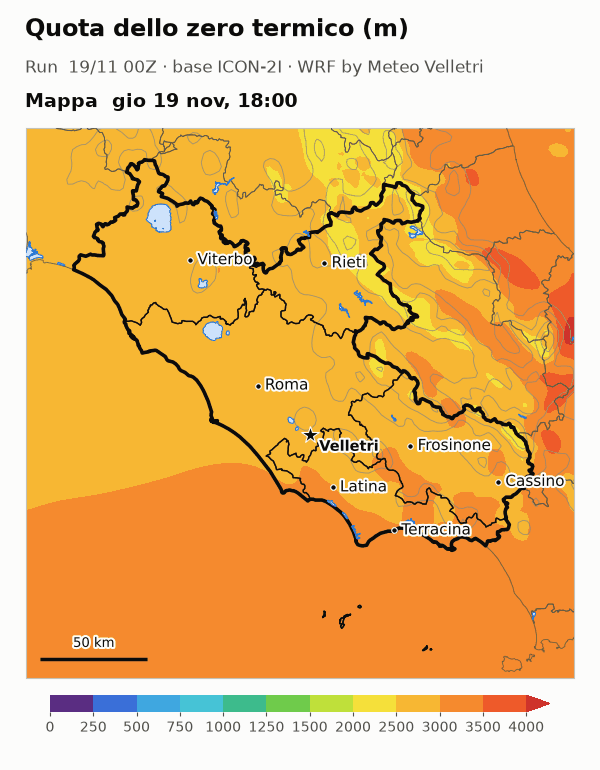 Quota dello zero termico (m)
Run  19/11 00Z · base ICON-2I · WRF by Meteo Velletri
Mappa  gio 19 nov, 18:00
Viterbo
Rieti
Roma
Velletri
Frosinone
Cassino
Latina
Terracina
50 km
0 250 500 750 1000 1250 1500 2000 2500 3000 3500 4000